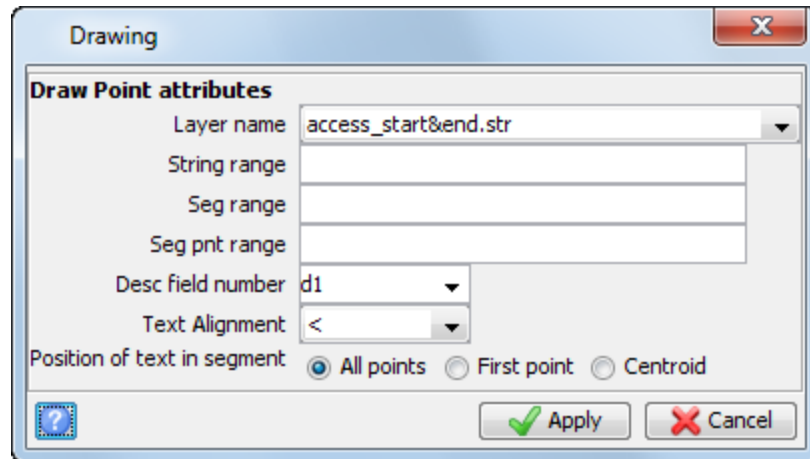 Drawing
Draw Point attributes
Layer name access_start&end.str
String range
Seg range
Seg pnt range
Desc field number d1
Text Alignment <
Position of text in segment All points First point Centroid
? Apply Cancel